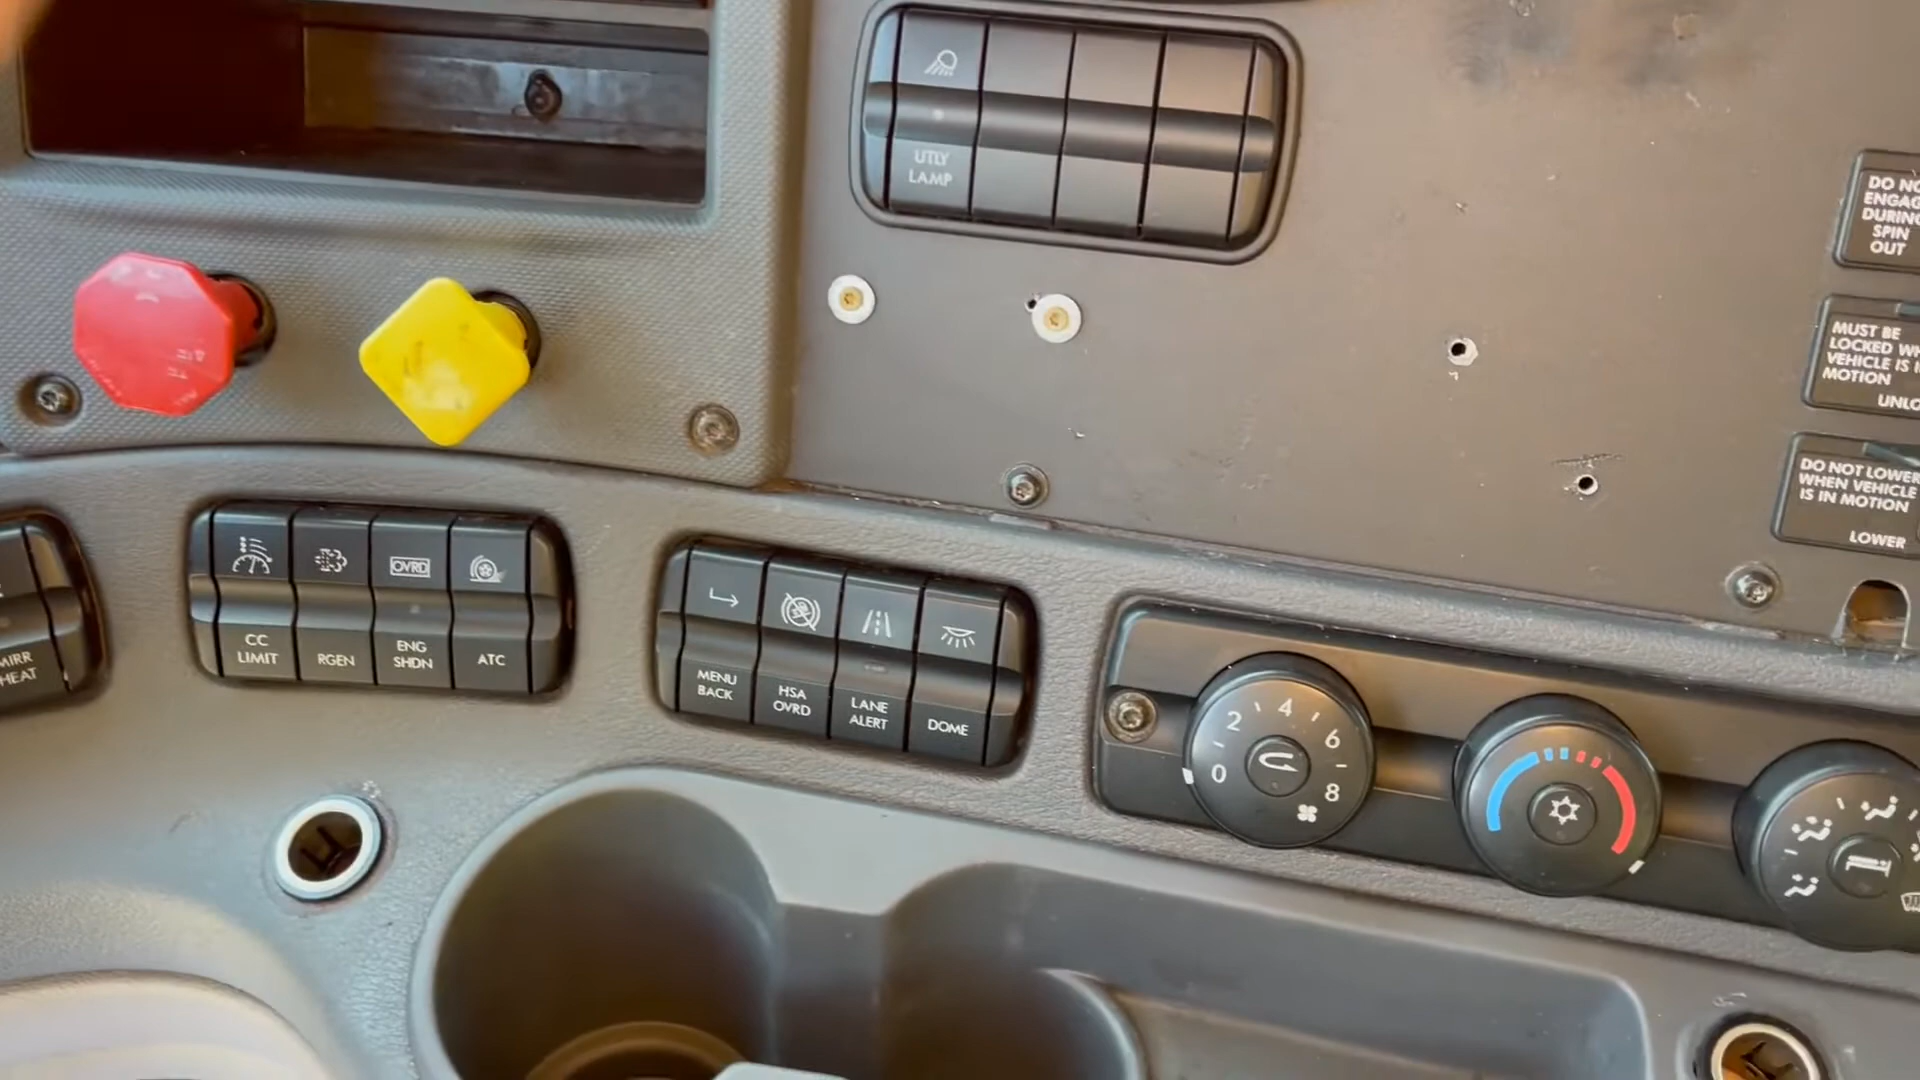 UTLY
LAMP
DO NO
ENGAG
DURING
SPIN
OUT
MUST BE
LOCKED WH
VEHICLE IS I
MOTION
UNLO
DO NOT LOWER
WHEN VEHICLE
IS IN MOTION
LOWER
MIRR
HEAT
CC
LIMIT
RGEN
OVRD
ENG
SHDN
ATC
MENU
BACK
HSA
OVRD
LANE
ALERT
DOME
0 2 4 6 8